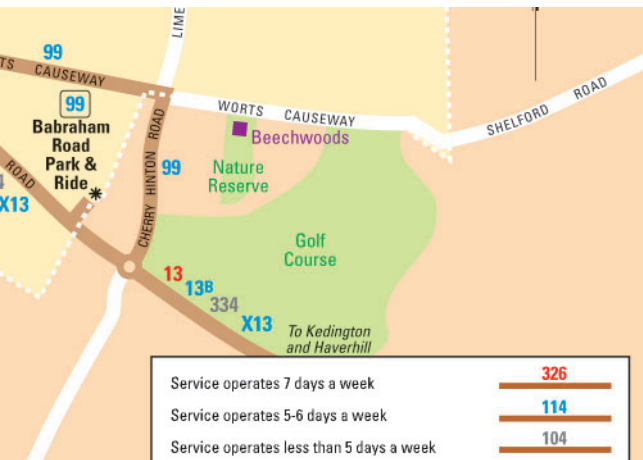 LIME
99
TS CAUSEWAY
99
Babraham
Road
Park &
Ride
ROAD
X13
CHERRY HINTON ROAD
99
WORTS CAUSEWAY
SHELFORD ROAD
Beechwoods
Nature
Reserve
Golf
Course
13
13B
334
X13
To Kedington
and Haverhill
Service operates 7 days a week
326
Service operates 5-6 days a week
114
Service operates less than 5 days a week
104